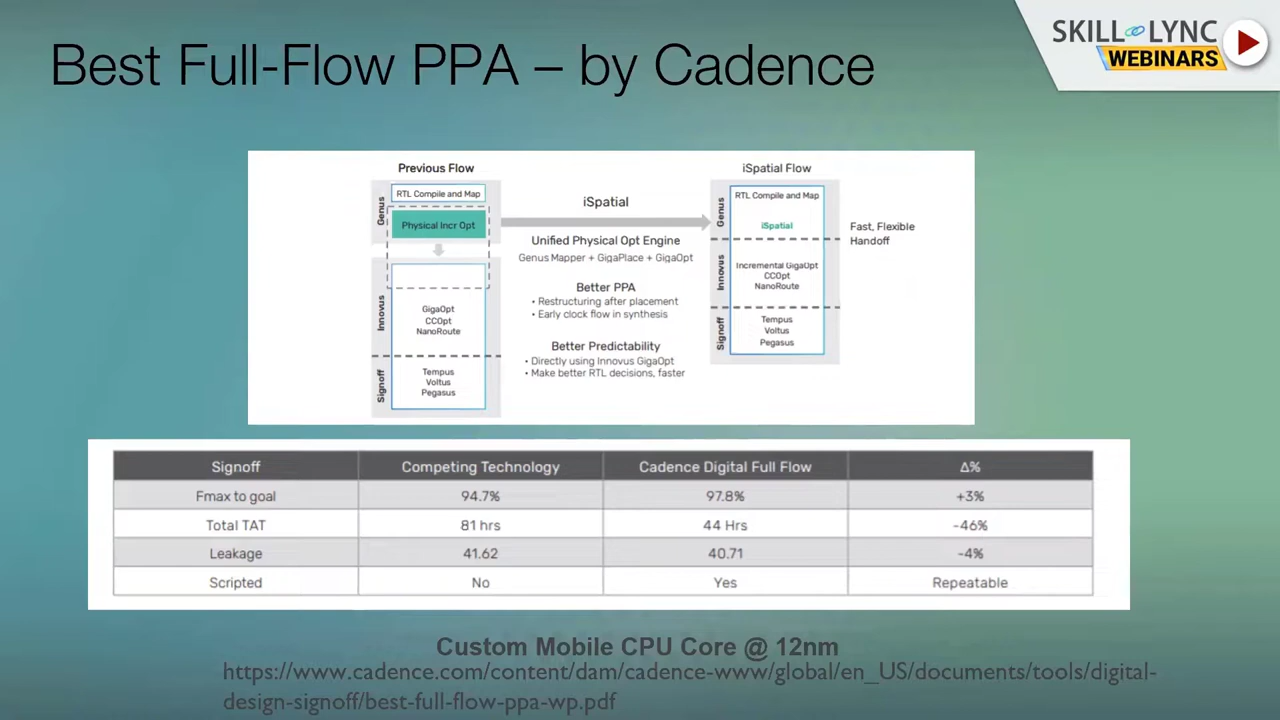 SKILL LYNC
WEBINARS
Best Full-Flow PPA – by Cadence
Previous Flow
Genus
RTL Compile and Map
Physical Incr Opt
Innovus
GigaOpt
CCOpt
NanoRoute
Signoff
Tempus
Voltus
Pegasus
iSpatial
Unified Physical Opt Engine
Genus Mapper + GigaPlace + GigaOpt
Better PPA
• Restructuring after placement
• Early clock flow in synthesis
Better Predictability
• Directly using Innovus GigaOpt
• Make better RTL decisions, faster
iSpatial Flow
Genus
RTL Compile and Map
iSpatial
Innovus
Incremental GigaOpt
CCOpt
NanoRoute
Signoff
Tempus
Voltus
Pegasus
Fast, Flexible
Handoff
Signoff Competing Technology Cadence Digital Full Flow Δ%
Fmax to goal 94.7% 97.8% +3%
Total TAT 81 hrs 44 Hrs -46%
Leakage 41.62 40.71 -4%
Scripted No Yes Repeatable
Custom Mobile CPU Core @ 12nm
https://www.cadence.com/content/dam/cadence-www/global/en_US/documents/tools/digital-
design-signoff/best-full-flow-ppa-wp.pdf